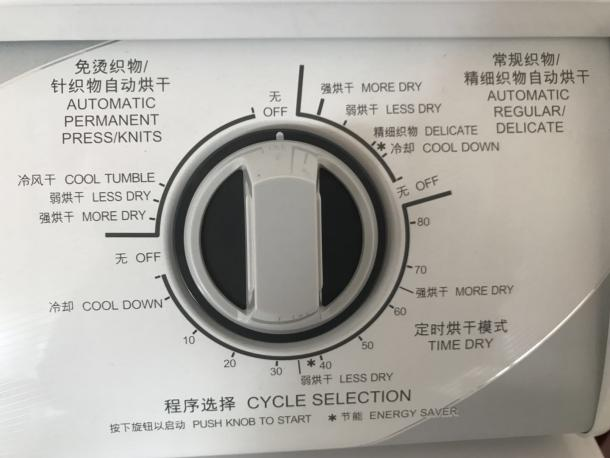 免烫织物/
针织物自动烘干
AUTOMATIC
PERMANENT
PRESS/KNITS
常规织物/
精细织物自动烘干
AUTOMATIC
REGULAR/
DELICATE
无
OFF
强烘干 MORE DRY
弱烘干 LESS DRY
精细织物 DELICATE
*冷却 COOL DOWN
无 OFF
冷风干 COOL TUMBLE
弱烘干 LESS DRY
强烘干 MORE DRY
无 OFF
冷却 COOL DOWN
80
70
强烘干 MORE DRY
60
50
40
*
30
20
10
弱烘干 LESS DRY
定时烘干模式
TIME DRY
程序选择 CYCLE SELECTION
按下旋钮以启动 PUSH KNOB TO START *节能 ENERGY SAVER